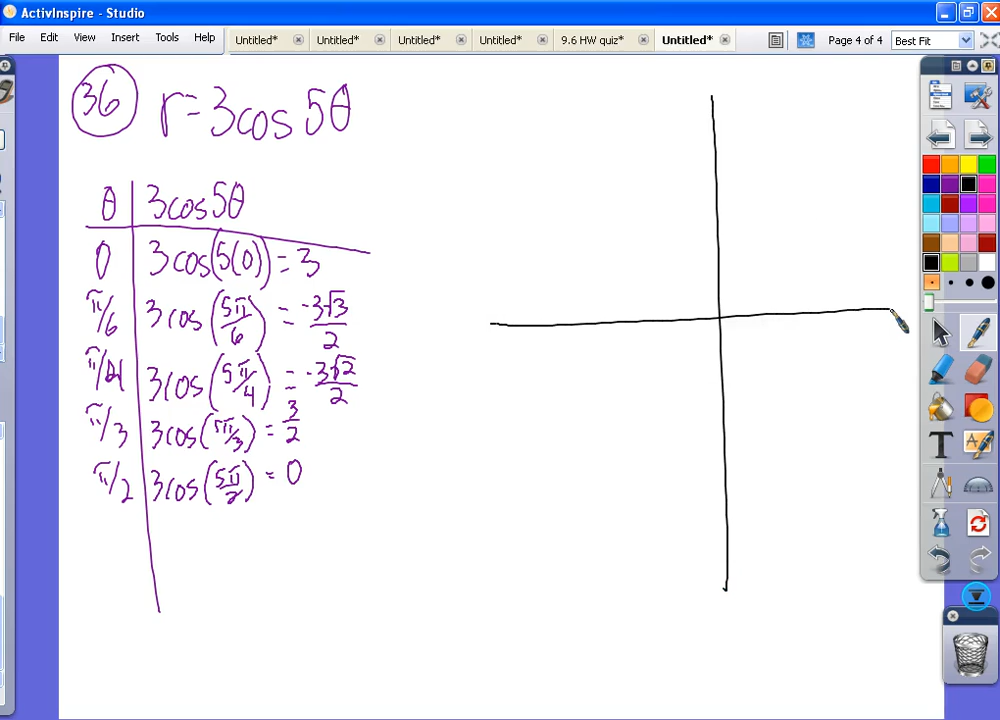 ActivInspire - Studio
File Edit View Insert Tools Help
Untitled* Untitled* Untitled* Untitled* 9.6 HW quiz* Untitled* Page 4 of 4 Best Fit
36 r=3cos 5θ
θ 3cos5θ
0 3cos(5(0)) = 3
π/6 3cos(5π/6) = -3√3/2
π/4 3cos(5π/4) = -3√2/2
π/3 3cos(5π/3) = 3/2
π/2 3cos(5π/2) = 0